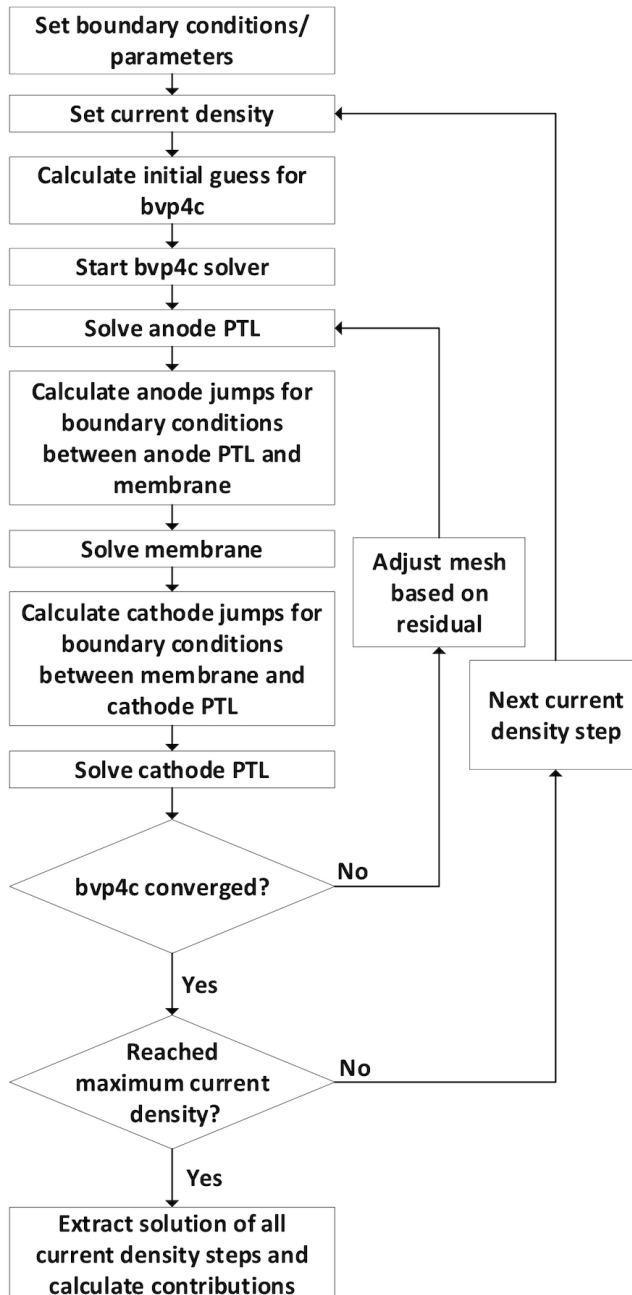 Set boundary conditions/
parameters
Set current density
Calculate initial guess for
bvp4c
Start bvp4c solver
Solve anode PTL
Calculate anode jumps for
boundary conditions
between anode PTL and
membrane
Solve membrane
Adjust mesh
based on
residual
Calculate cathode jumps for
boundary conditions
between membrane and
cathode PTL
Next current
density step
Solve cathode PTL
bvp4c converged?
No
Yes
Reached
maximum current
density?
No
Yes
Extract solution of all
current density steps and
calculate contributions